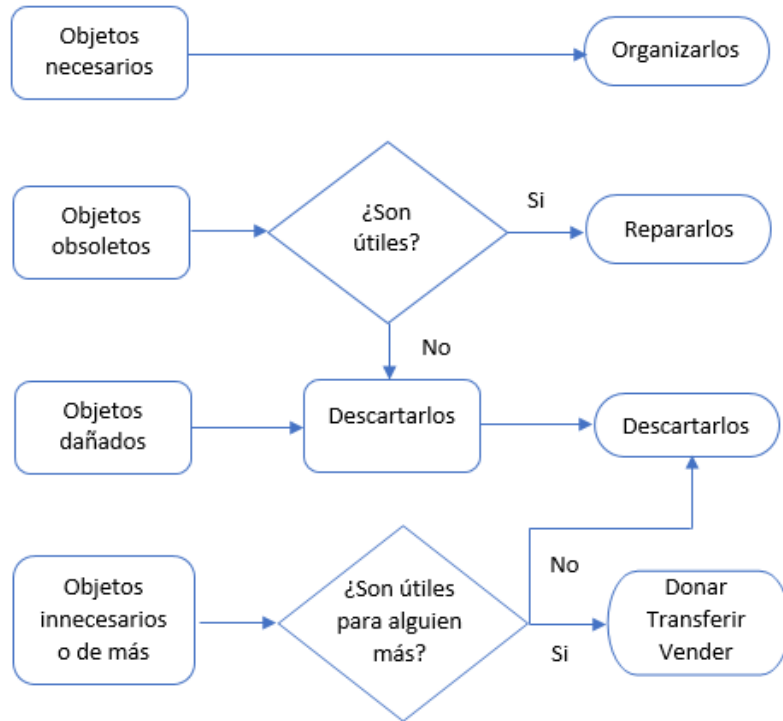 Objetos
necesarios
Organizarlos
Objetos
obsoletos
¿Son
útiles?
Si
Repararlos
No
Objetos
dañados
Descartarlos
Descartarlos
Objetos
innecesarios
o de más
¿Son útiles
para alguien
más?
No
Si
Donar
Transferir
Vender